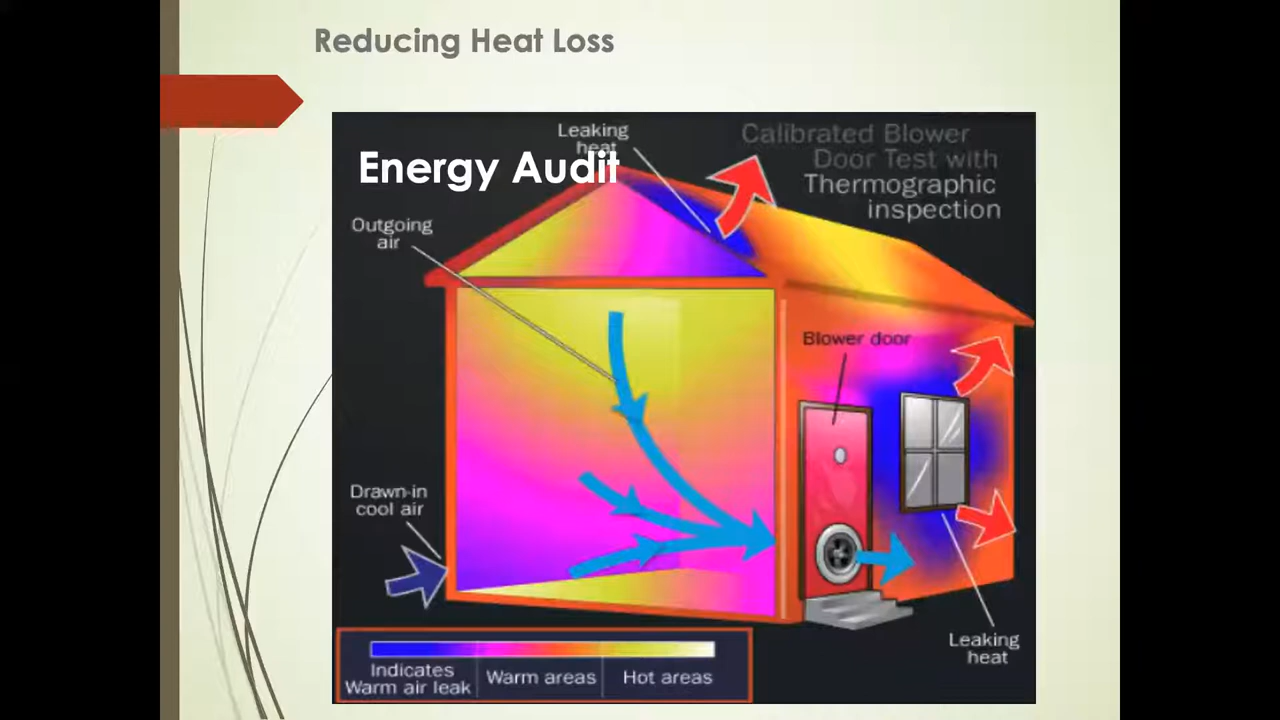 Reducing Heat Loss
Leaking
heat
Energy Audit
Calibrated Blower
Door Test with
Thermographic
inspection
Outgoing
air
Blower door
Drawn-in
cool air
Leaking
heat
Indicates
Warm air leak
Warm areas
Hot areas